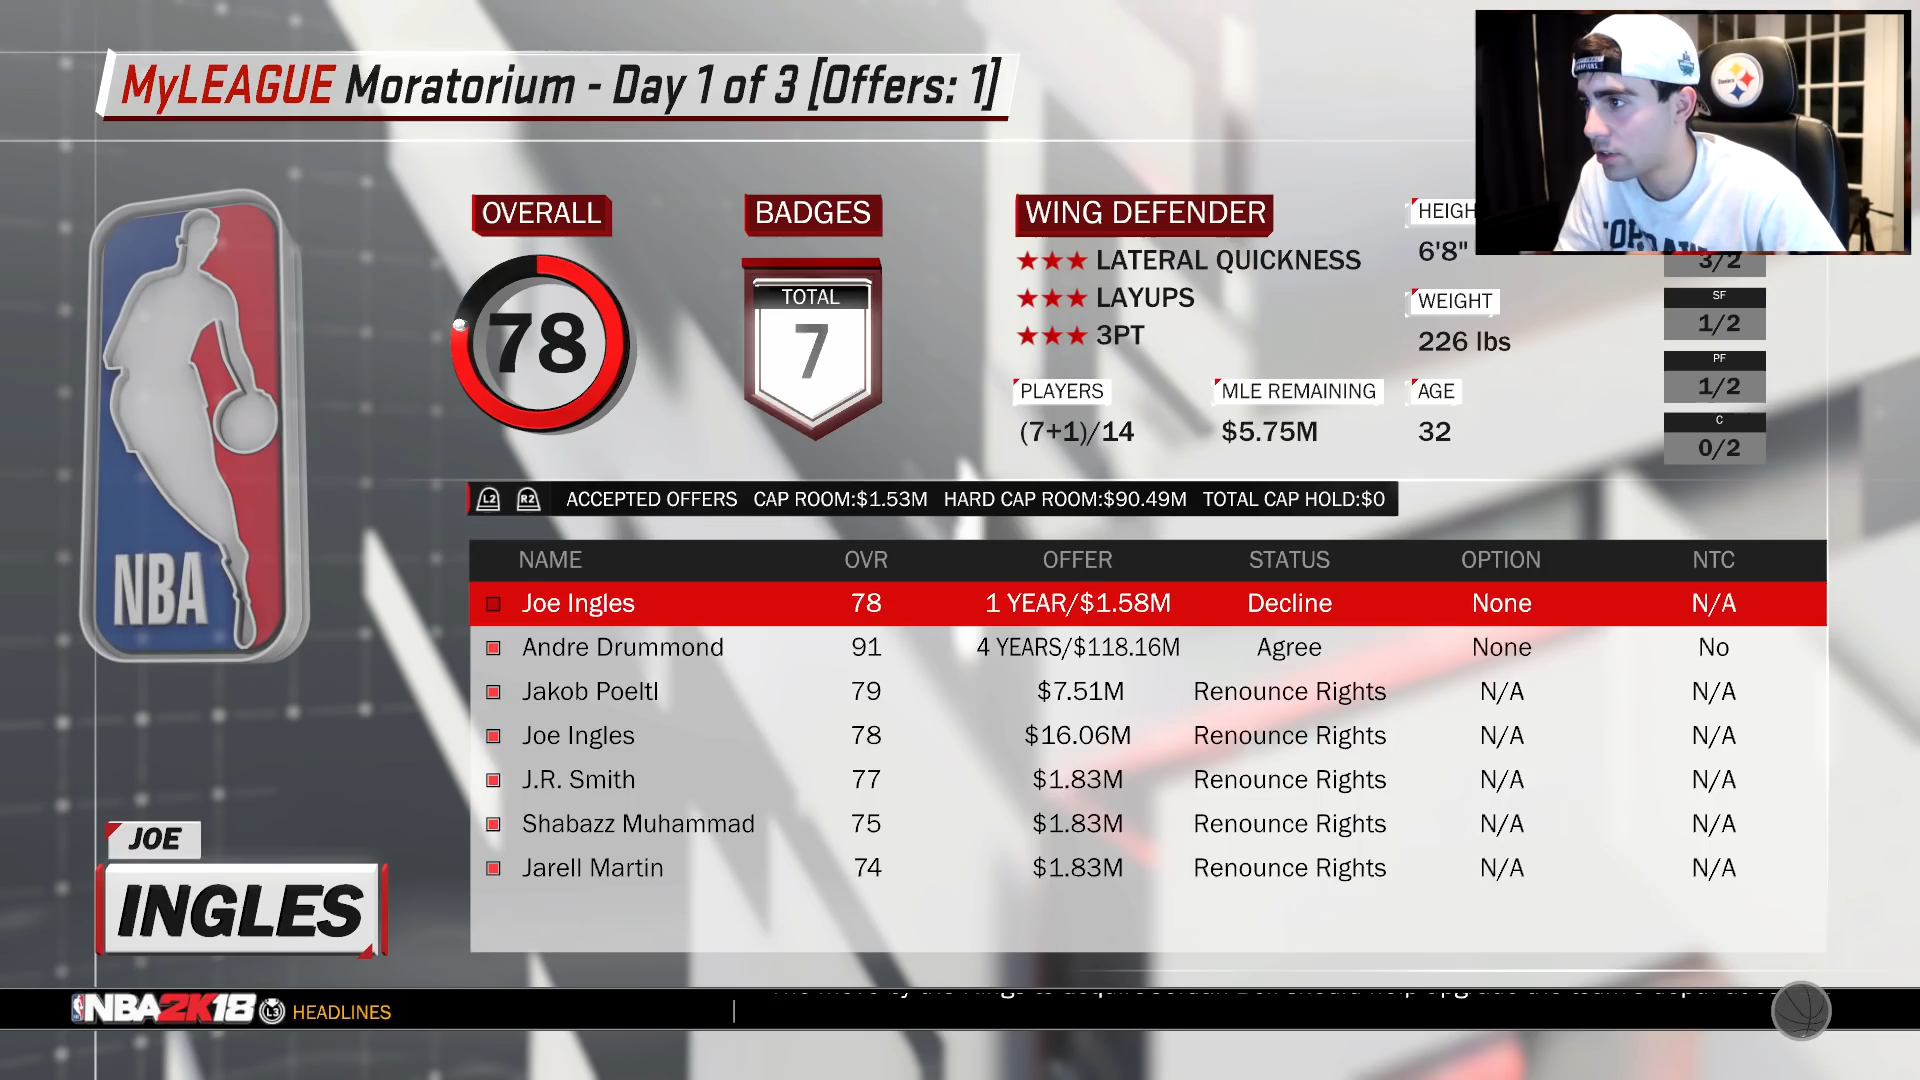 MyLEAGUE Moratorium - Day 1 of 3 [Offers: 1]
OVERALL
78
BADGES
TOTAL
7
WING DEFENDER
★★★ LATERAL QUICKNESS
★★★ LAYUPS
★★★ 3PT
PLAYERS
(7+1)/14
MLE REMAINING
$5.75M
HEIGH
6'8"
WEIGHT
226 lbs
AGE
32
3/2
SF
1/2
PF
1/2
C
0/2
L2 R2 ACCEPTED OFFERS CAP ROOM:$1.53M HARD CAP ROOM:$90.49M TOTAL CAP HOLD:$0
NAME OVR OFFER STATUS OPTION NTC
Joe Ingles 78 1 YEAR/$1.58M Decline None N/A
Andre Drummond 91 4 YEARS/$118.16M Agree None No
Jakob Poeltl 79 $7.51M Renounce Rights N/A N/A
Joe Ingles 78 $16.06M Renounce Rights N/A N/A
J.R. Smith 77 $1.83M Renounce Rights N/A N/A
Shabazz Muhammad 75 $1.83M Renounce Rights N/A N/A
Jarell Martin 74 $1.83M Renounce Rights N/A N/A
NBA
JOE
INGLES
NBA2K18 L3 HEADLINES
Steelers